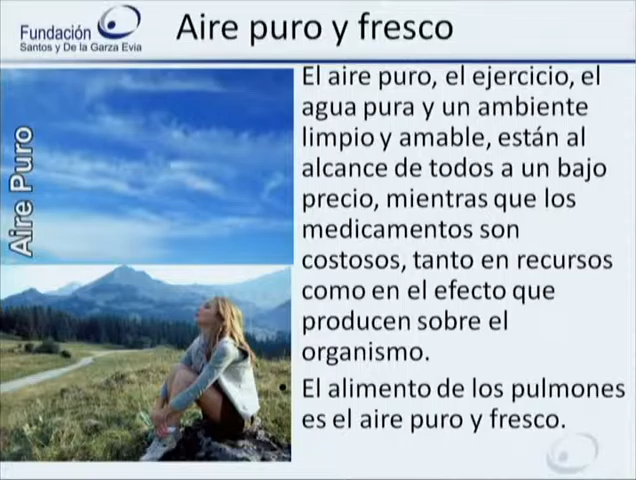 Fundación
Santos y De la Garza Evia
Aire puro y fresco
Aire Puro
El aire puro, el ejercicio, el
agua pura y un ambiente
limpio y amable, están al
alcance de todos a un bajo
precio, mientras que los
medicamentos son
costosos, tanto en recursos
como en el efecto que
producen sobre el
organismo.
• El alimento de los pulmones
es el aire puro y fresco.